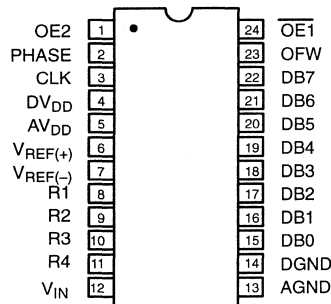 OE2 1 24 OE1
PHASE 2 23 OFW
CLK 3 22 DB7
DVDD 4 21 DB6
AVDD 5 20 DB5
VREF(+) 6 19 DB4
VREF(–) 7 18 DB3
R1 8 17 DB2
R2 9 16 DB1
R3 10 15 DB0
R4 11 14 DGND
VIN 12 13 AGND